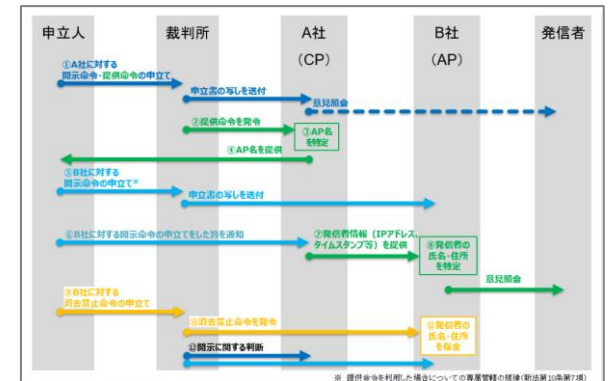 申立人
裁判所
A社
(CP)
B社
(AP)
発信者
①A社に対する
開示命令・提供命令の申立て
申立書の写しを送付
意見照会
②提供命令を発令
③AP名
を特定
④AP名を提供
⑤B社に対する
開示命令の申立て※
申立書の写しを送付
⑥B社に対する開示命令の申立てをした旨を通知
⑦発信者情報(IPアドレス、
タイムスタンプ等)を提供
⑧発信者の
氏名・住所
を特定
意見照会
⑨B社に対する
消去禁止命令の申立て
⑩消去禁止命令を発令
⑪発信者の
氏名・住所
を保全
⑫開示に関する判断
※ 提供命令を利用した場合についての専属管轄の規律(新法第10条第7項)